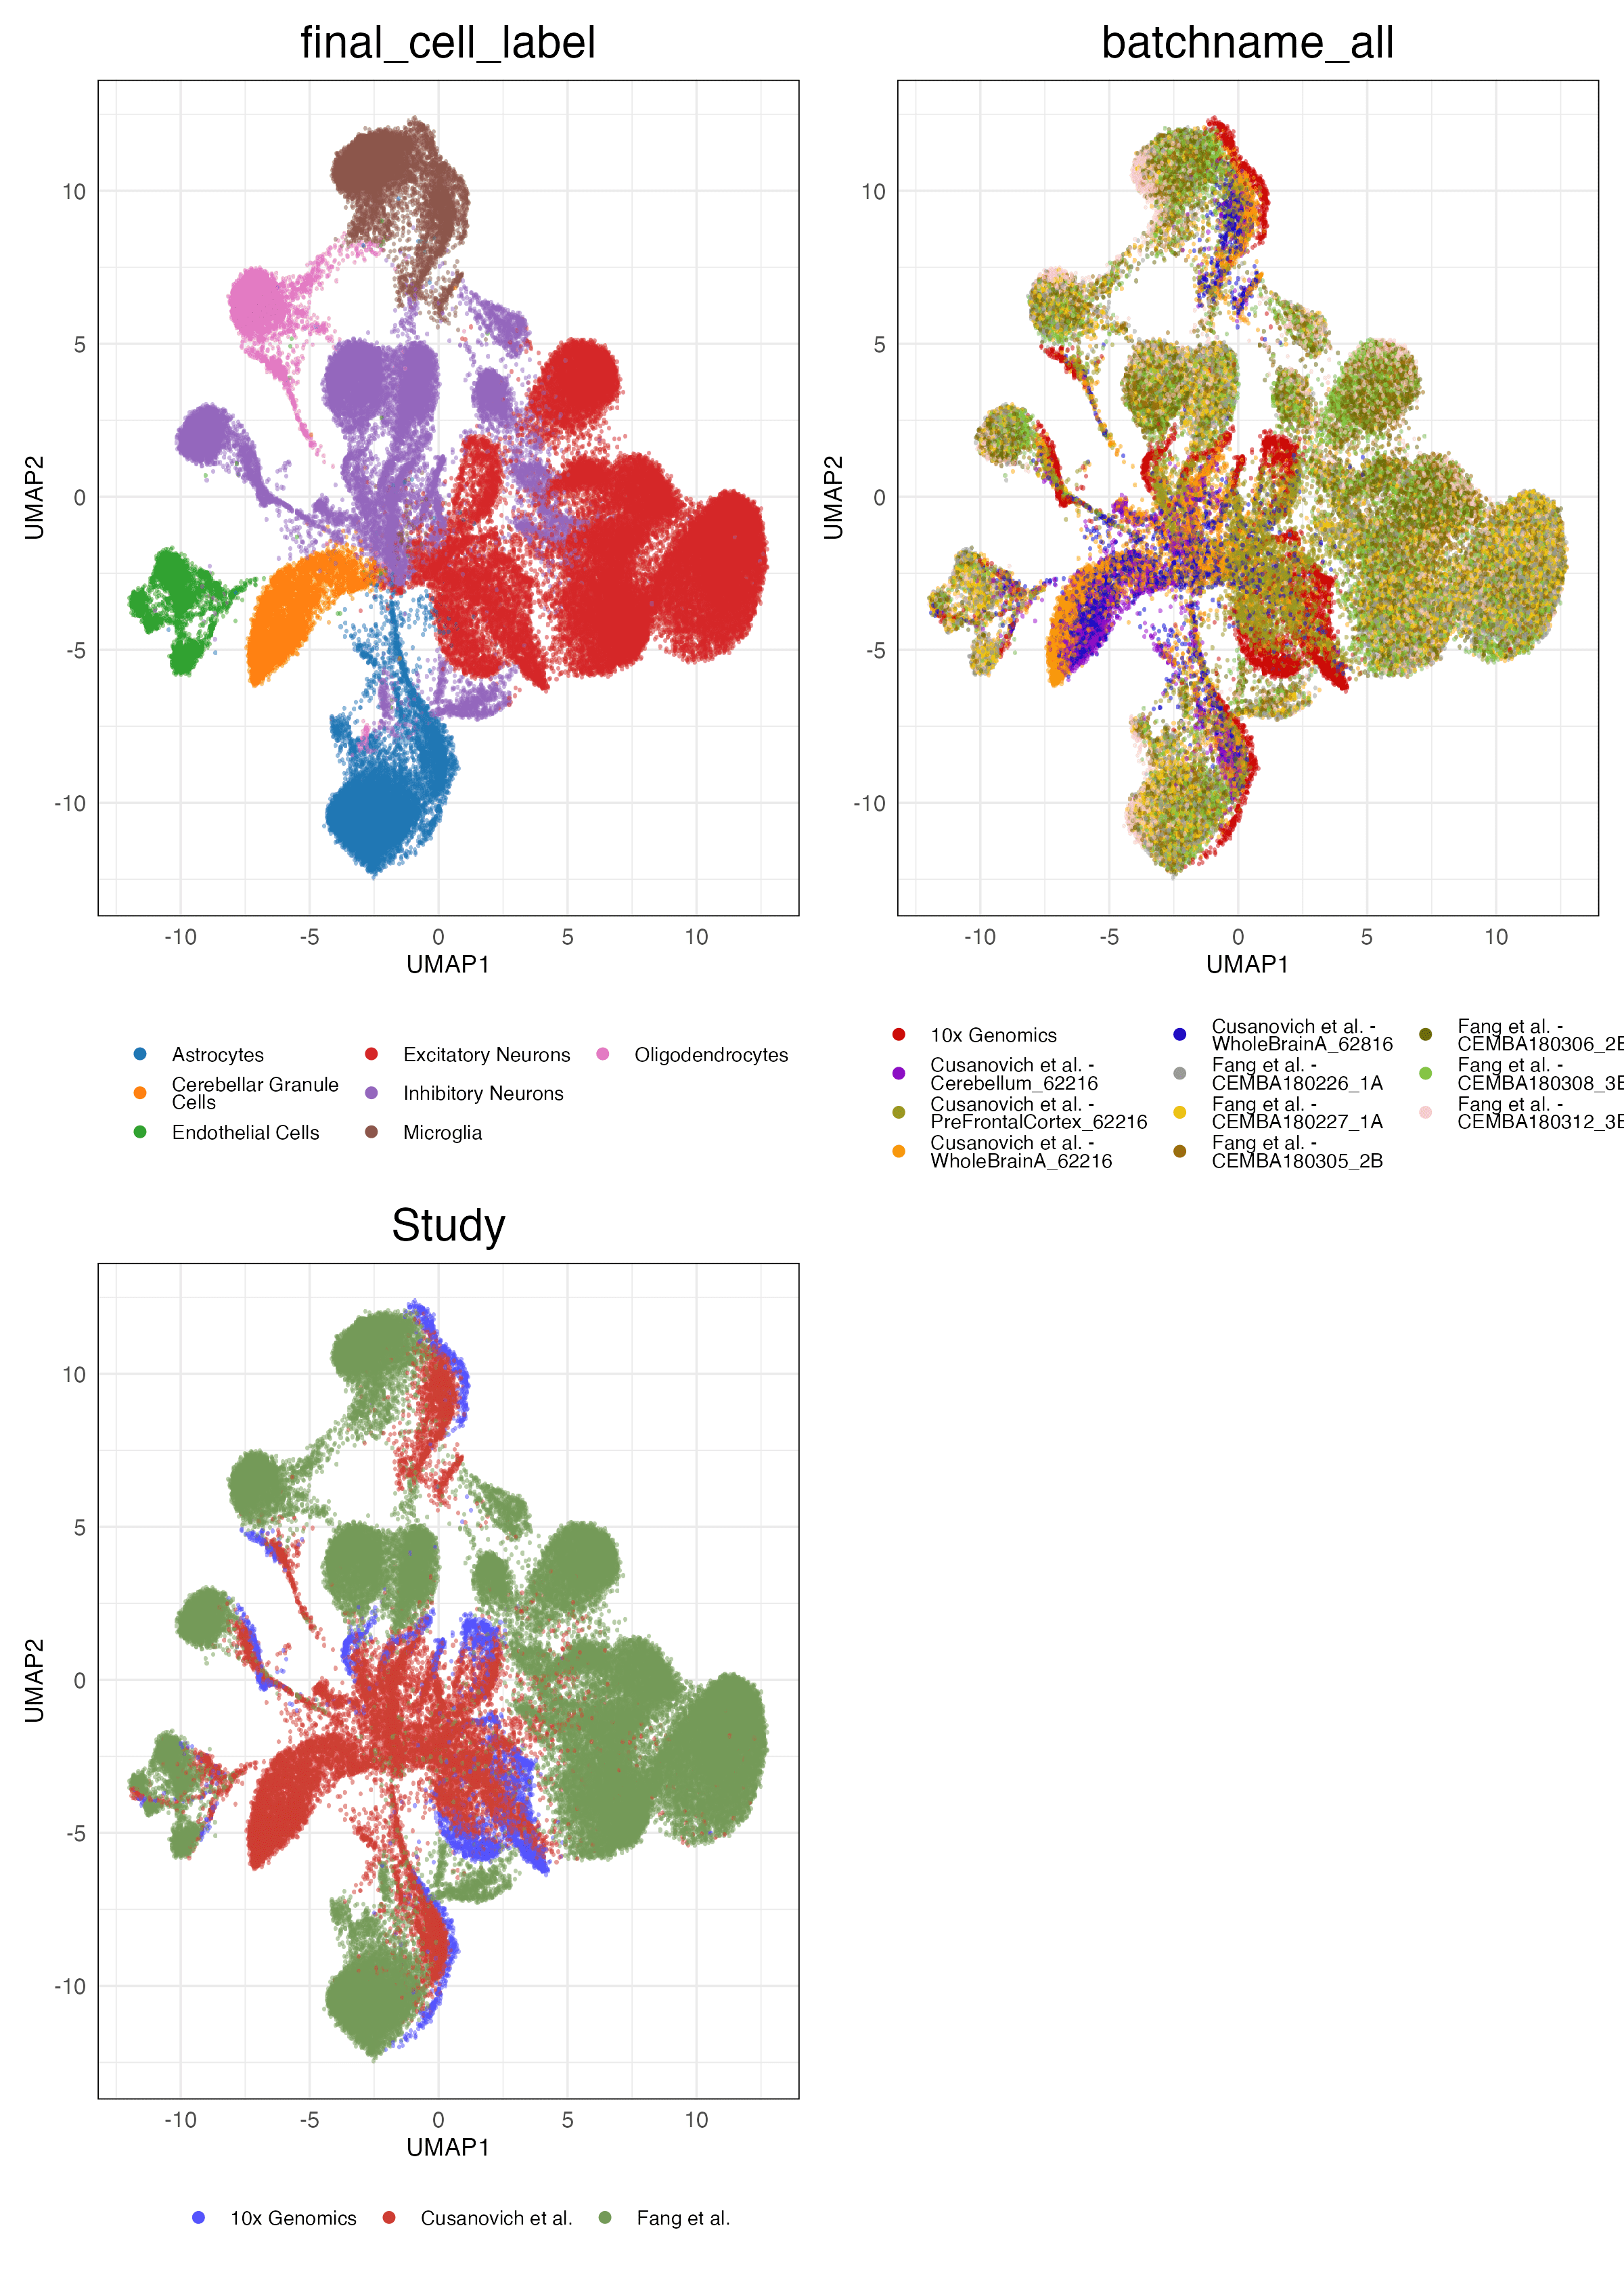 final_cell_label
batchname_all
UMAP2
10
5
0
-5
-10
-10
-5
0
5
10
UMAP1
UMAP2
10
5
0
-5
-10
-10
-5
0
5
10
UMAP1
Astrocytes
Cerebellar Granule
Cells
Endothelial Cells
Excitatory Neurons
Inhibitory Neurons
Microglia
Oligodendrocytes
10x Genomics
Cusanovich et al. -
Cerebellum_62216
Cusanovich et al. -
PreFrontalCortex_62216
Cusanovich et al. -
WholeBrainA_62216
Cusanovich et al. -
WholeBrainA_62816
Fang et al. -
CEMBA180226_1A
Fang et al. -
CEMBA180227_1A
Fang et al. -
CEMBA180305_2B
Fang et al. -
CEMBA180306_2
Fang et al. -
CEMBA180308_3
Fang et al. -
CEMBA180312_3
Study
UMAP2
10
5
0
-5
-10
-10
-5
0
5
10
UMAP1
10x Genomics
Cusanovich et al.
Fang et al.